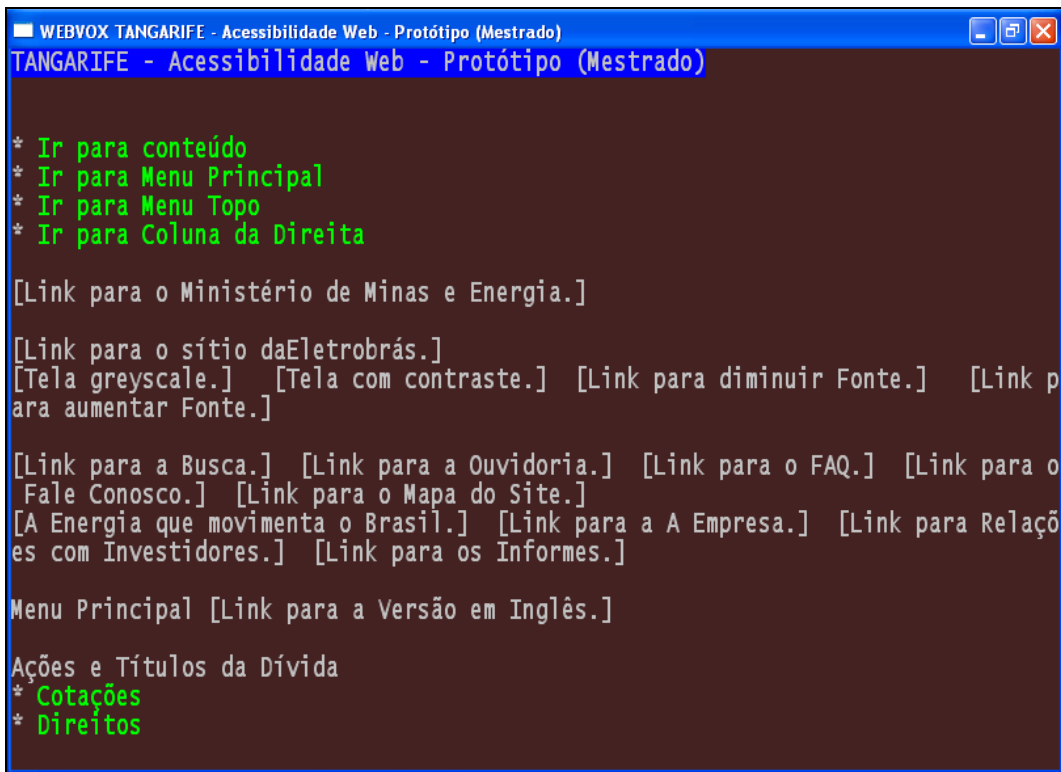 WEBVOX TANGARIFE - Acessibilidade Web - Protótipo (Mestrado)
TANGARIFE - Acessibilidade Web - Protótipo (Mestrado)
* Ir para conteúdo
* Ir para Menu Principal
* Ir para Menu Topo
* Ir para Coluna da Direita
[Link para o Ministério de Minas e Energia.]
[Link para o sítio daEletrobrás.]
[Tela greyscale.]   [Tela com contraste.]  [Link para diminuir Fonte.]   [Link p
ara aumentar Fonte.]
[Link para a Busca.]  [Link para a Ouvidoria.]  [Link para o FAQ.]  [Link para o
Fale Conosco.]  [Link para o Mapa do Site.]
[A Energia que movimenta o Brasil.]  [Link para a A Empresa.]  [Link para Relaçõ
es com Investidores.]  [Link para os Informes.]
Menu Principal [Link para a Versão em Inglês.]
Ações e Títulos da Dívida
* Cotações
* Direitos